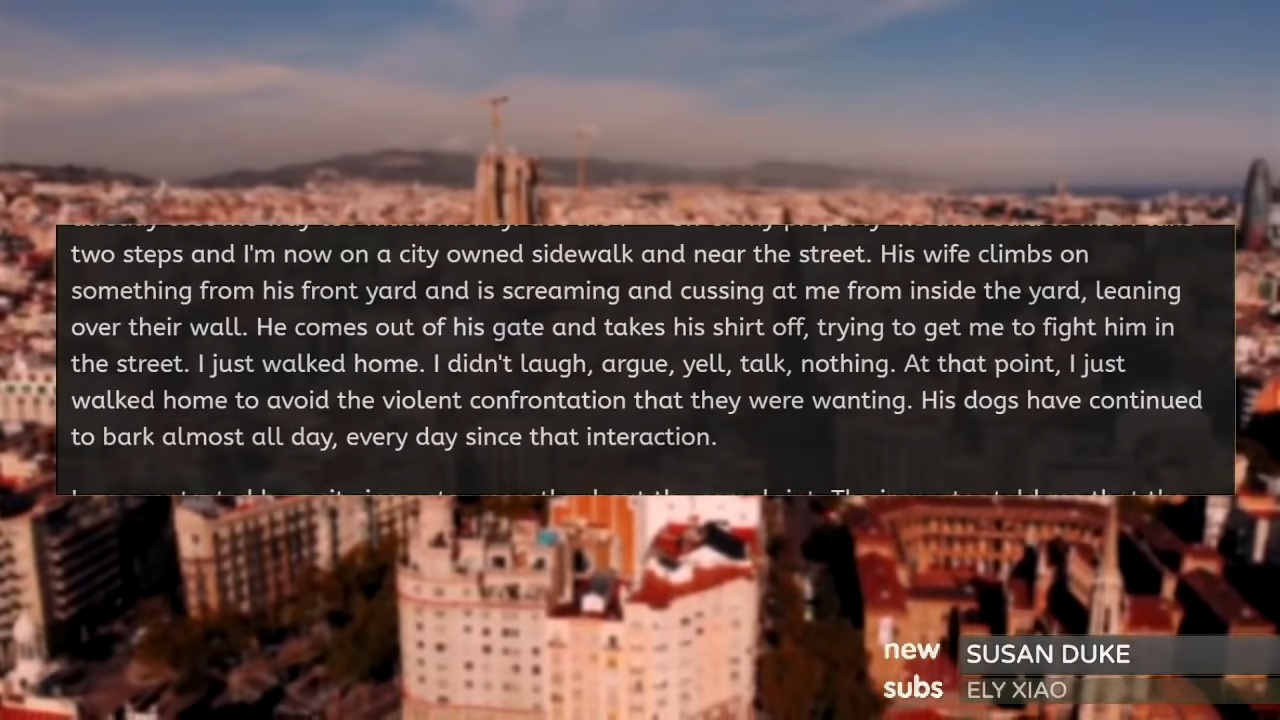 two steps and I'm now on a city owned sidewalk and near the street. His wife climbs on
something from his front yard and is screaming and cussing at me from inside the yard, leaning
over their wall. He comes out of his gate and takes his shirt off, trying to get me to fight him in
the street. I just walked home. I didn't laugh, argue, yell, talk, nothing. At that point, I just
walked home to avoid the violent confrontation that they were wanting. His dogs have continued
to bark almost all day, every day since that interaction.
new
SUSAN DUKE
subs
ELY XIAO